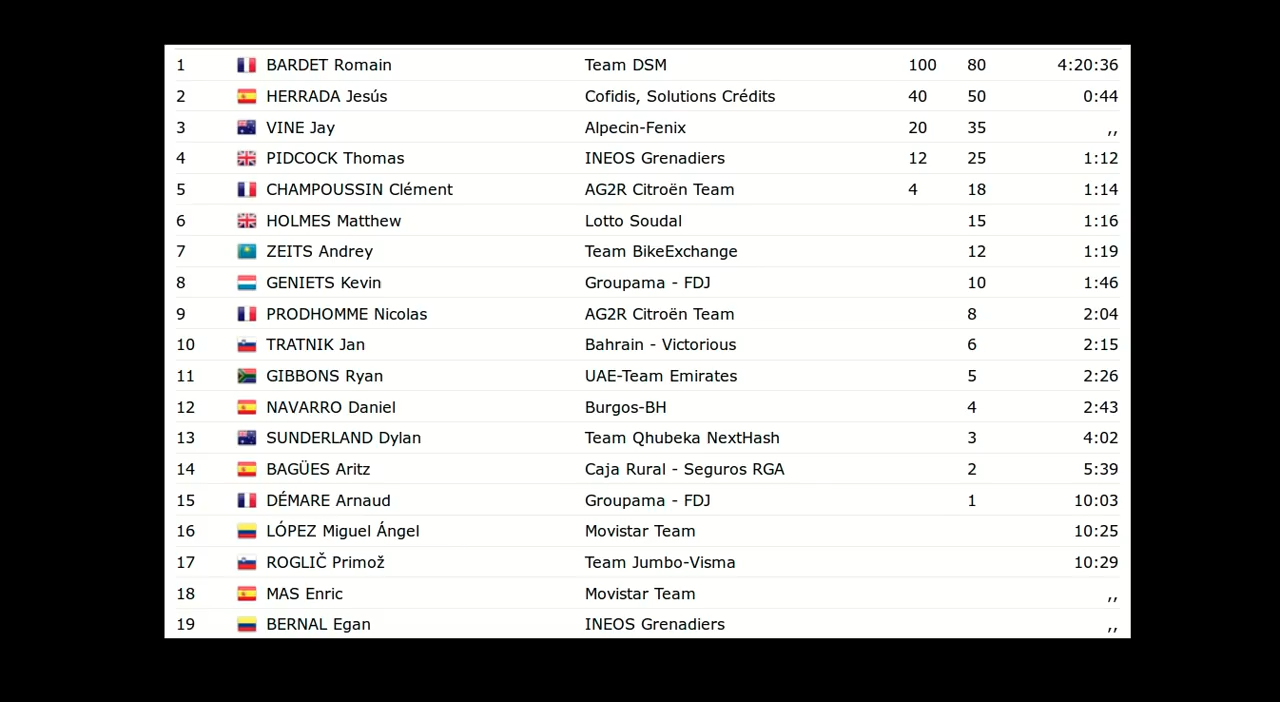 1 BARDET Romain Team DSM 100 80 4:20:36
2 HERRADA Jesús Cofidis, Solutions Crédits 40 50 0:44
3 VINE Jay Alpecin-Fenix 20 35 ,,
4 PIDCOCK Thomas INEOS Grenadiers 12 25 1:12
5 CHAMPOUSSIN Clément AG2R Citroën Team 4 18 1:14
6 HOLMES Matthew Lotto Soudal 15 1:16
7 ZEITS Andrey Team BikeExchange 12 1:19
8 GENIETS Kevin Groupama - FDJ 10 1:46
9 PRODHOMME Nicolas AG2R Citroën Team 8 2:04
10 TRATNIK Jan Bahrain - Victorious 6 2:15
11 GIBBONS Ryan UAE-Team Emirates 5 2:26
12 NAVARRO Daniel Burgos-BH 4 2:43
13 SUNDERLAND Dylan Team Qhubeka NextHash 3 4:02
14 BAGÜES Aritz Caja Rural - Seguros RGA 2 5:39
15 DÉMARE Arnaud Groupama - FDJ 1 10:03
16 LÓPEZ Miguel Ángel Movistar Team 10:25
17 ROGLIČ Primož Team Jumbo-Visma 10:29
18 MAS Enric Movistar Team ,,
19 BERNAL Egan INEOS Grenadiers ,,